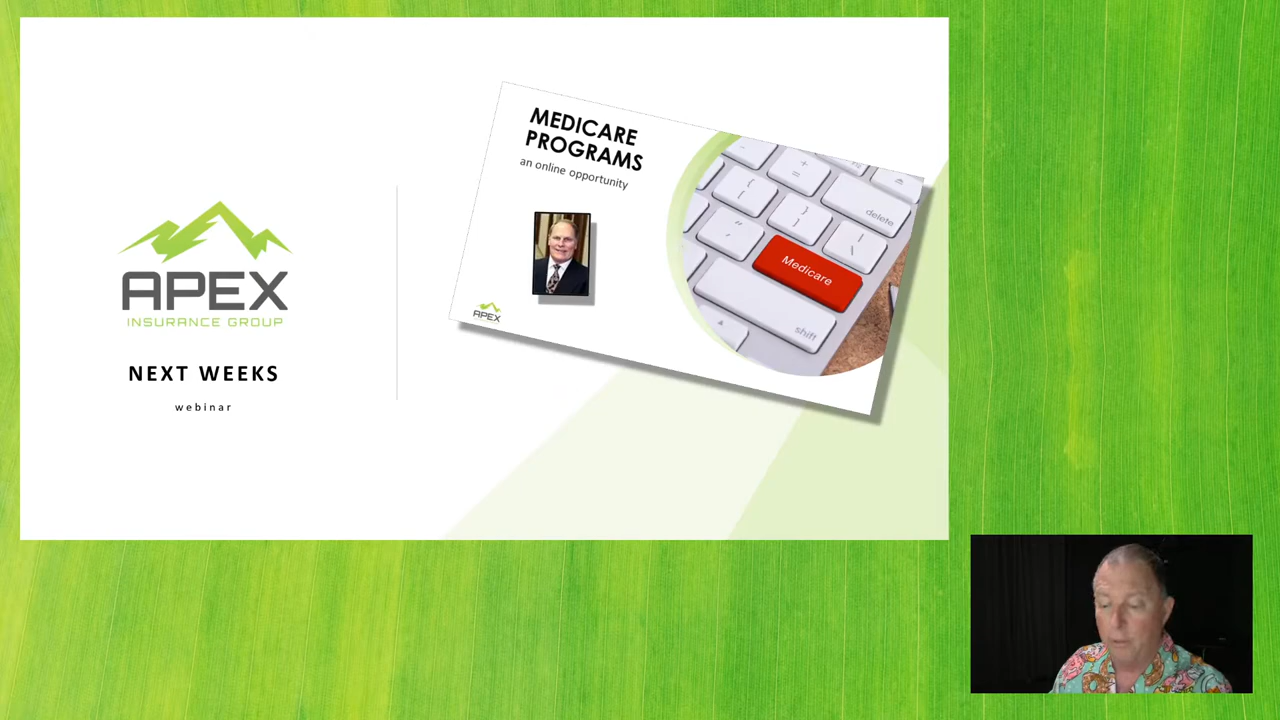 APEX
INSURANCE GROUP
NEXT WEEKS
webinar
MEDICARE
PROGRAMS
an online opportunity
APEX
delete
Medicare
shift